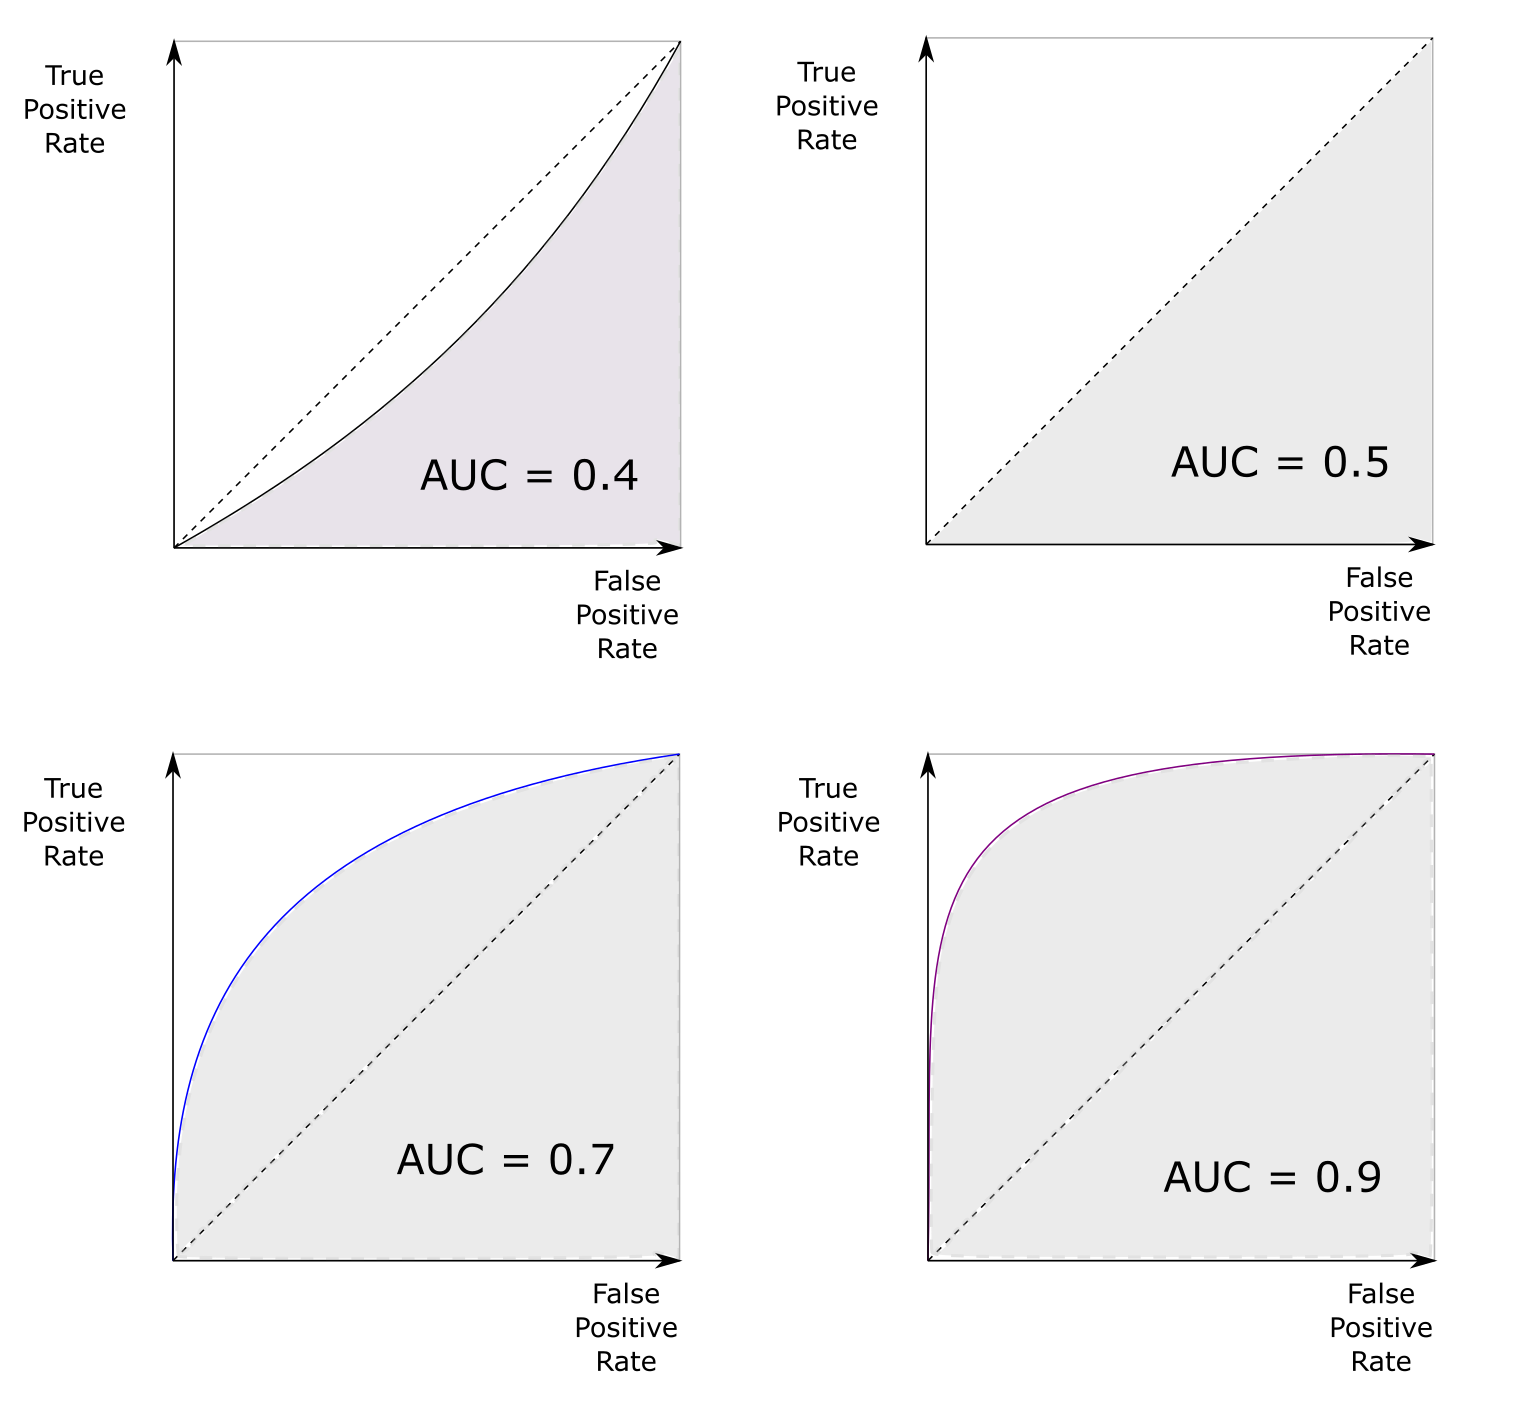 True
Positive
Rate
AUC = 0.4
False
Positive
Rate
True
Positive
Rate
AUC = 0.5
False
Positive
Rate
True
Positive
Rate
AUC = 0.7
False
Positive
Rate
True
Positive
Rate
AUC = 0.9
False
Positive
Rate